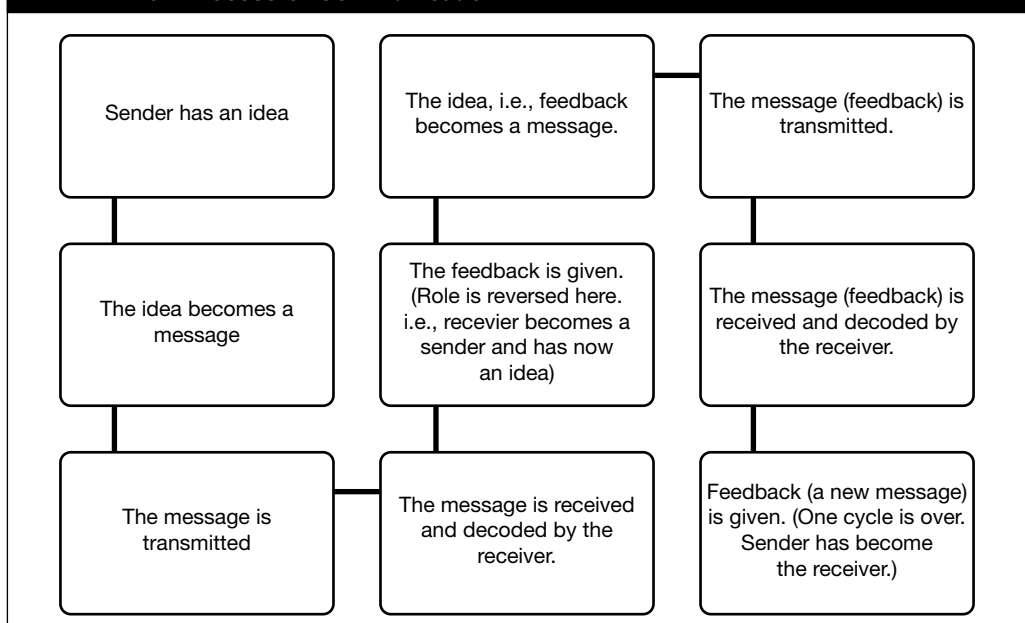 Sender has an idea
The idea becomes a
message
The message is
transmitted
The message is received
and decoded by the
receiver.
The feedback is given.
(Role is reversed here.
i.e., recevier becomes a
sender and has now
an idea)
The idea, i.e., feedback
becomes a message.
The message (feedback) is
transmitted.
The message (feedback) is
received and decoded by
the receiver.
Feedback (a new message)
is given. (One cycle is over.
Sender has become
the receiver.)